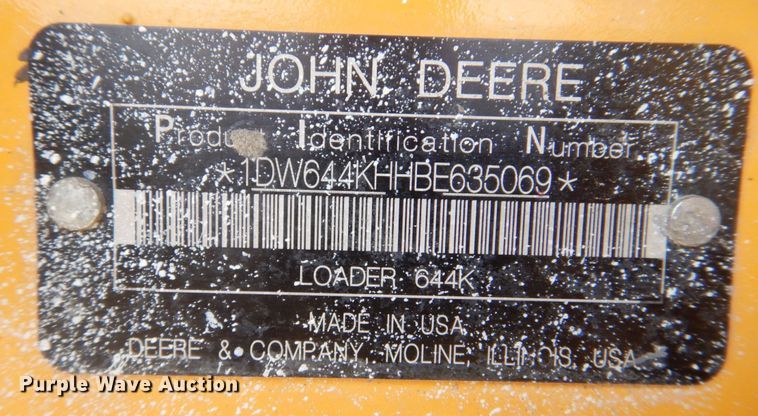 JOHN DEERE
Product Identification Number
*1DW644KHHBE635069*
LOADER 644K
MADE IN USA
DEERE & COMPANY, MOLINE, ILLINOIS USA
Purple Wave Auction